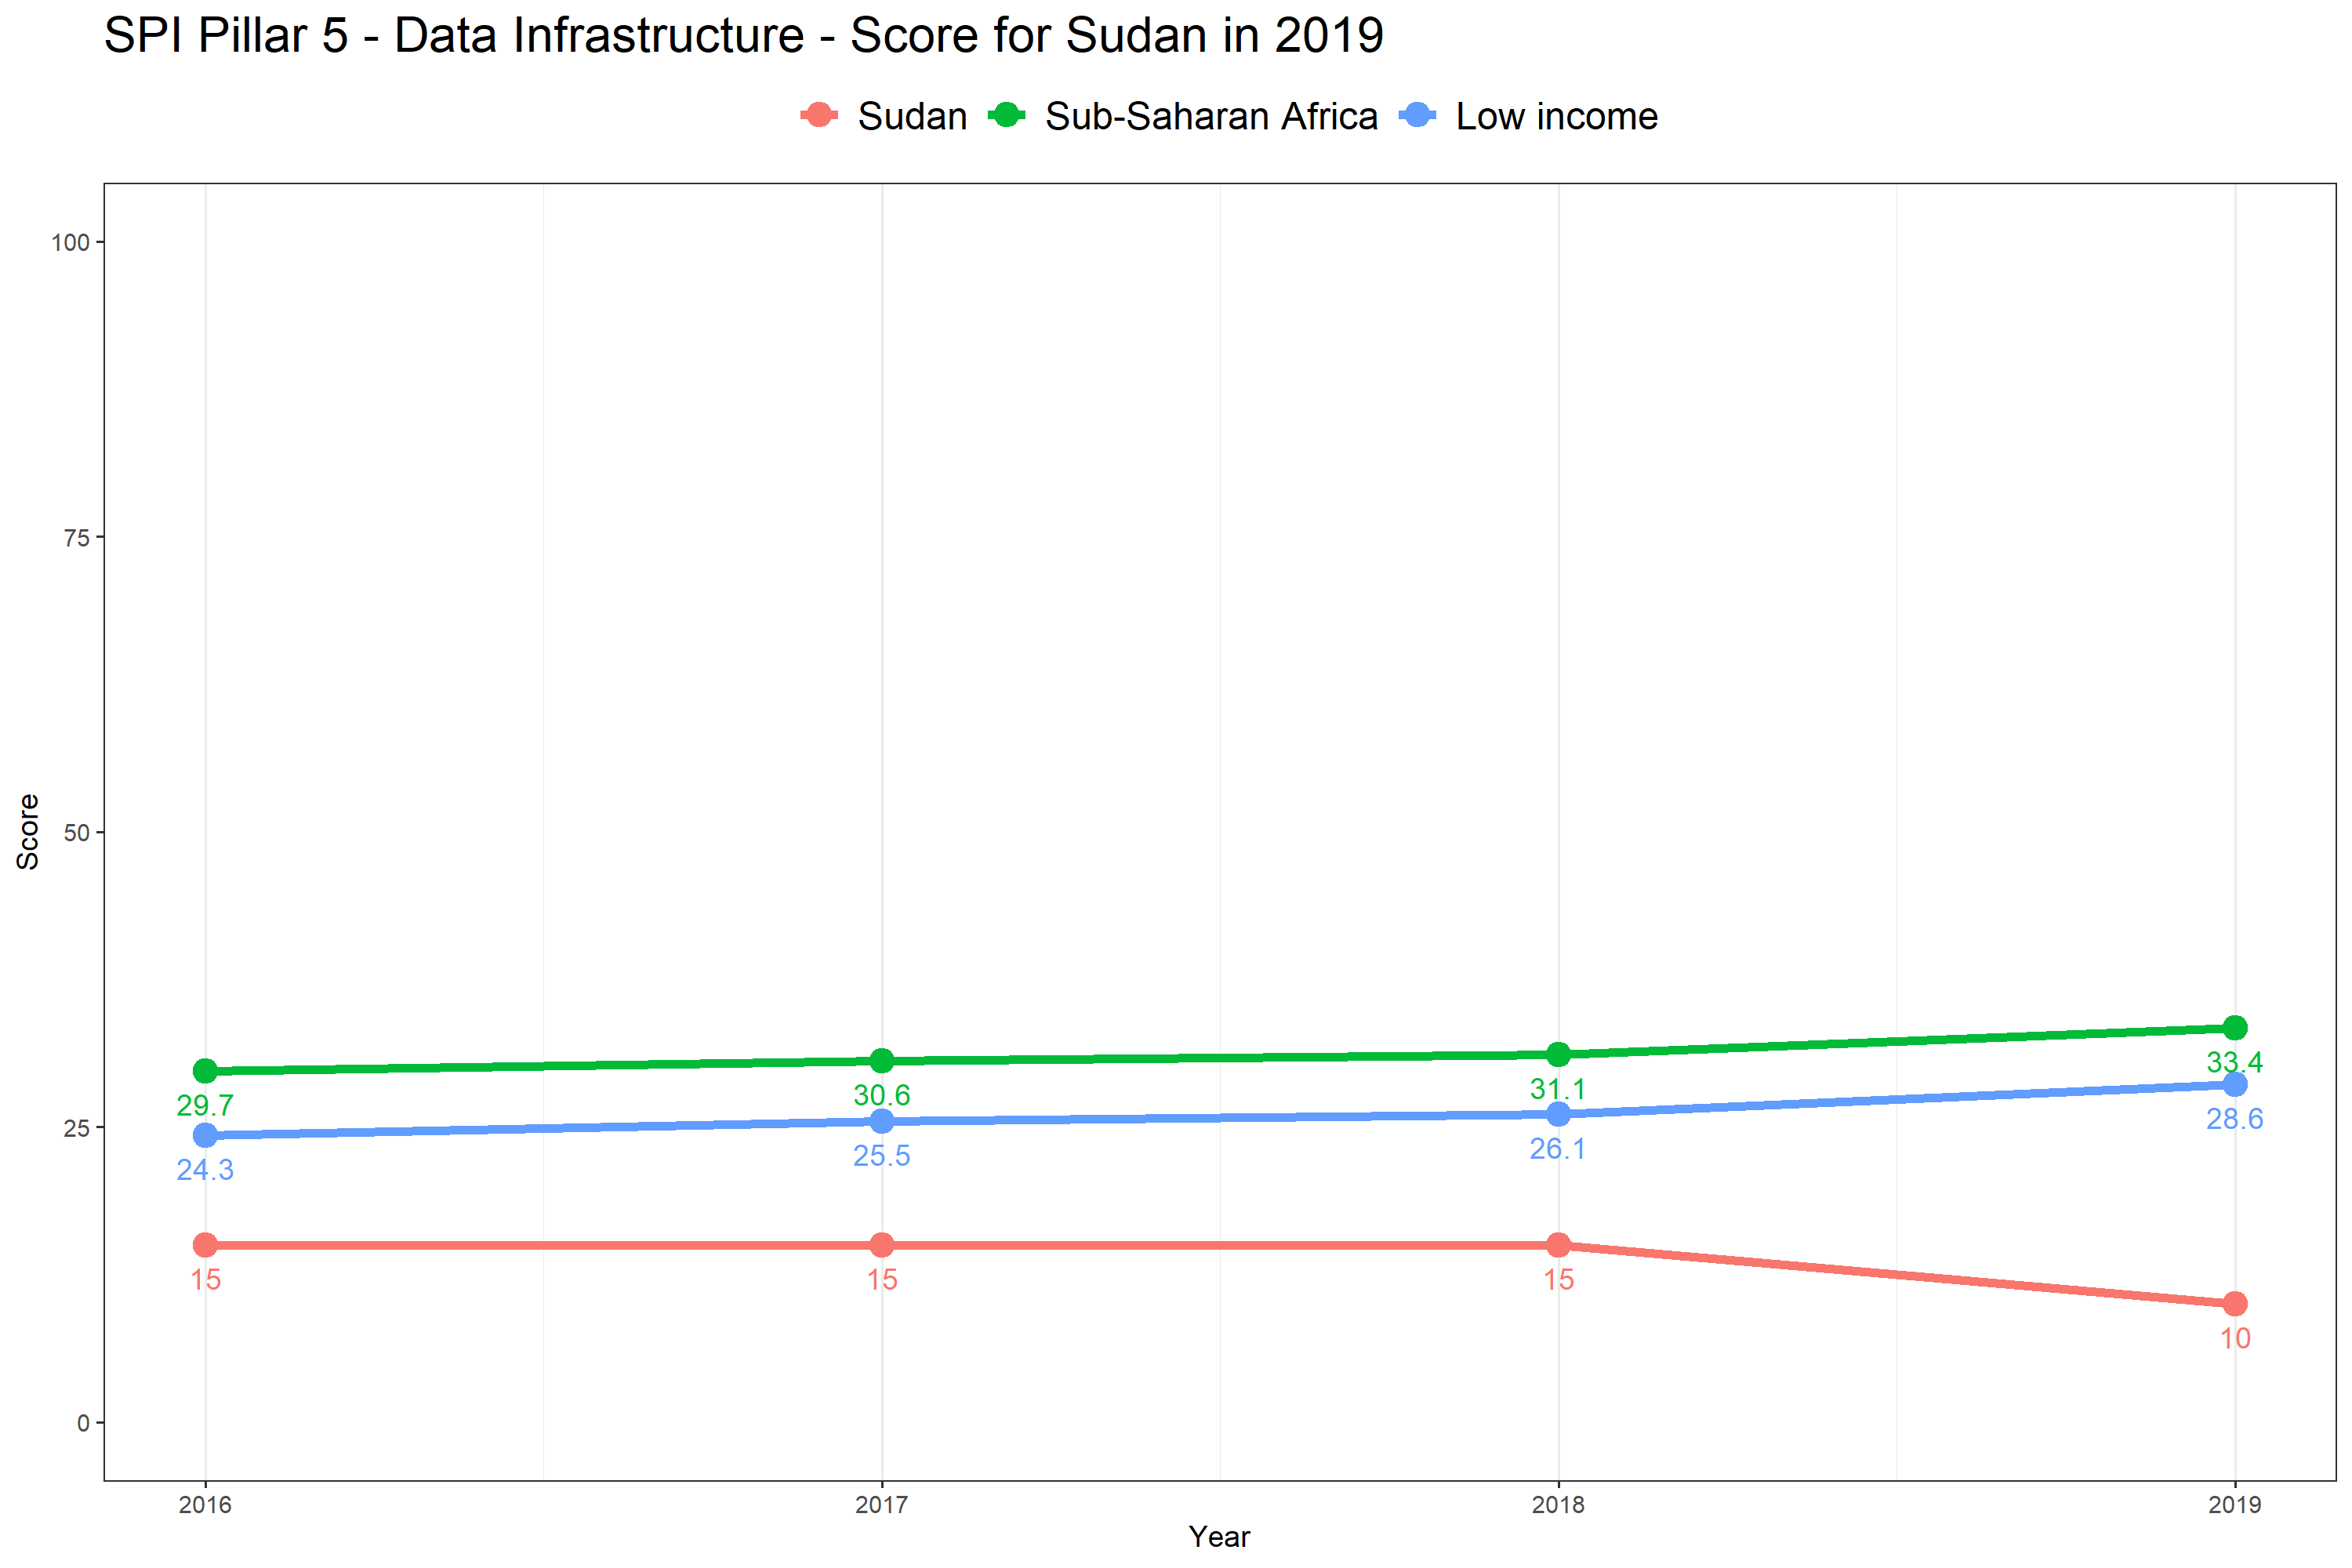 SPI Pillar 5 - Data Infrastructure - Score for Sudan in 2019
Sudan Sub-Saharan Africa Low income
100
75
50
25
0
Score
29.7 30.6 31.1 33.4
24.3 25.5 26.1 28.6
15 15 15 10
2016 2017 2018 2019
Year